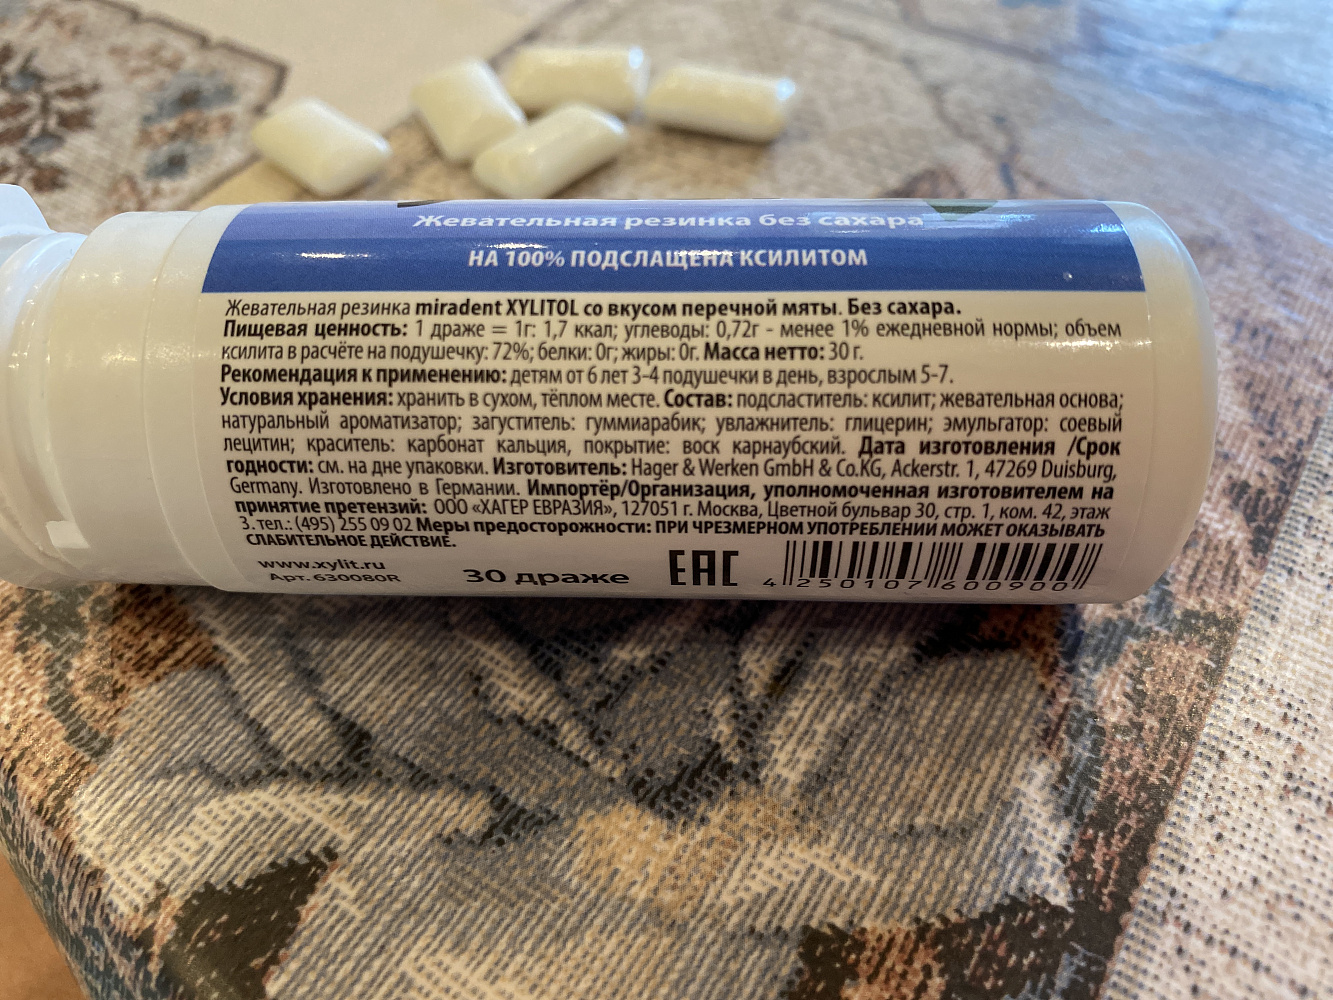 Жевательная резинка без сахара
НА 100% ПОДСЛАЩЕНА КСИЛИТОМ
Жевательная резинка miradent XYLITOL со вкусом перечной мяты. Без сахара.
Пищевая ценность: 1 драже = 1г: 1,7 ккал; углеводы: 0,72г - менее 1% ежедневной нормы; объем
ксилита в расчёте на подушечку: 72%; белки: 0г; жиры: 0г. Масса нетто: 30 г.
Рекомендация к применению: детям от 6 лет 3-4 подушечки в день, взрослым 5-7.
Условия хранения: хранить в сухом, тёплом месте. Состав: подсластитель: ксилит; жевательная основа;
натуральный ароматизатор; загуститель: гуммиарабик; увлажнитель: глицерин; эмульгатор: соевый
лецитин; краситель: карбонат кальция, покрытие: воск карнаубский. Дата изготовления /Срок
годности: см. на дне упаковки. Изготовитель: Hager & Werken GmbH & Co.KG, Ackerstr. 1, 47269 Duisburg,
Germany. Изготовлено в Германии. Импортёр/Организация, уполномоченная изготовителем на
принятие претензий: ООО «ХАГЕР ЕВРАЗИЯ», 127051 г. Москва, Цветной бульвар 30, стр. 1, ком. 42, этаж
3. тел.: (495) 255 09 02 Меры предосторожности: ПРИ ЧРЕЗМЕРНОМ УПОТРЕБЛЕНИИ МОЖЕТ ОКАЗЫВАТЬ
СЛАБИТЕЛЬНОЕ ДЕЙСТВИЕ.
www.xylit.ru
Арт. 630080R
30 драже
EAC
4 250107 600900